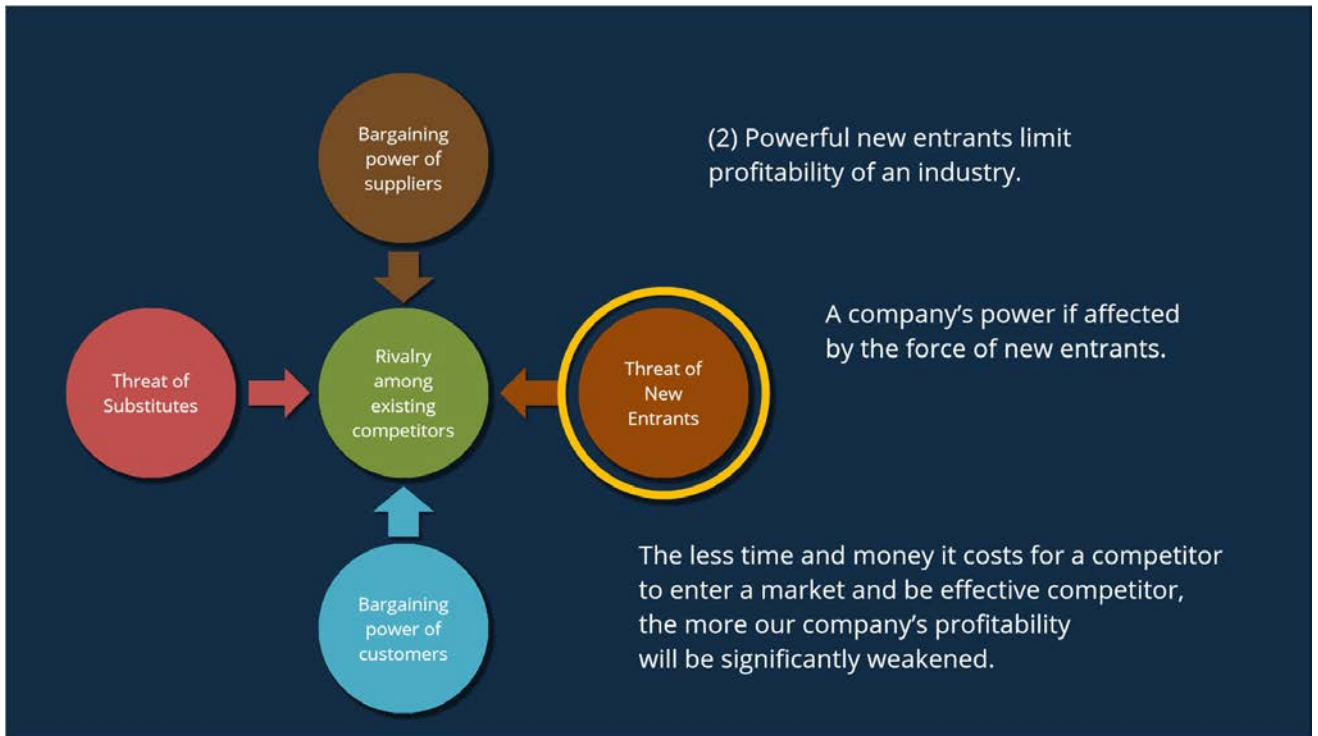 Bargaining
power of
suppliers
(2) Powerful new entrants limit
profitability of an industry.
Threat of
Substitutes
Rivalry
among
existing
competitors
Threat of
New
Entrants
A company’s power if affected
by the force of new entrants.
Bargaining
power of
customers
The less time and money it costs for a competitor
to enter a market and be effective competitor,
the more our company’s profitability
will be significantly weakened.